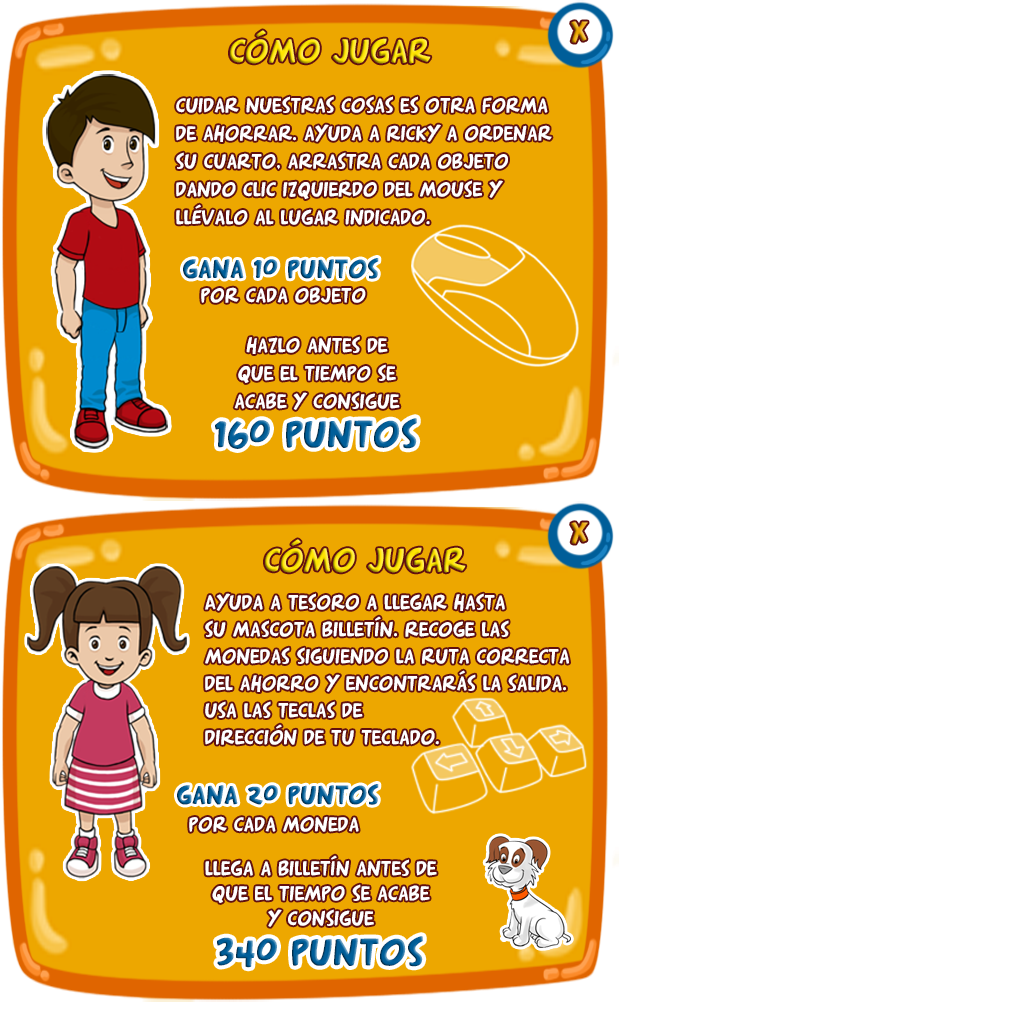 X
CÓMO JUGAR
CUIDAR NUESTRAS COSAS ES OTRA FORMA
DE AHORRAR. AYUDA A RICKY A ORDENAR
SU CUARTO, ARRASTRA CADA OBJETO
DANDO CLIC IZQUIERDO DEL MOUSE Y
LLÉVALO AL LUGAR INDICADO.
GANA 10 PUNTOS
POR CADA OBJETO
HAZLO ANTES DE
QUE EL TIEMPO SE
ACABE Y CONSIGUE
160 PUNTOS
X
CÓMO JUGAR
AYUDA A TESORO A LLEGAR HASTA
SU MASCOTA BILLETÍN. RECOGE LAS
MONEDAS SIGUIENDO LA RUTA CORRECTA
DEL AHORRO Y ENCONTRARÁS LA SALIDA.
USA LAS TECLAS DE
DIRECCIÓN DE TU TECLADO.
GANA 20 PUNTOS
POR CADA MONEDA
LLEGA A BILLETÍN ANTES DE
QUE EL TIEMPO SE ACABE
Y CONSIGUE
340 PUNTOS